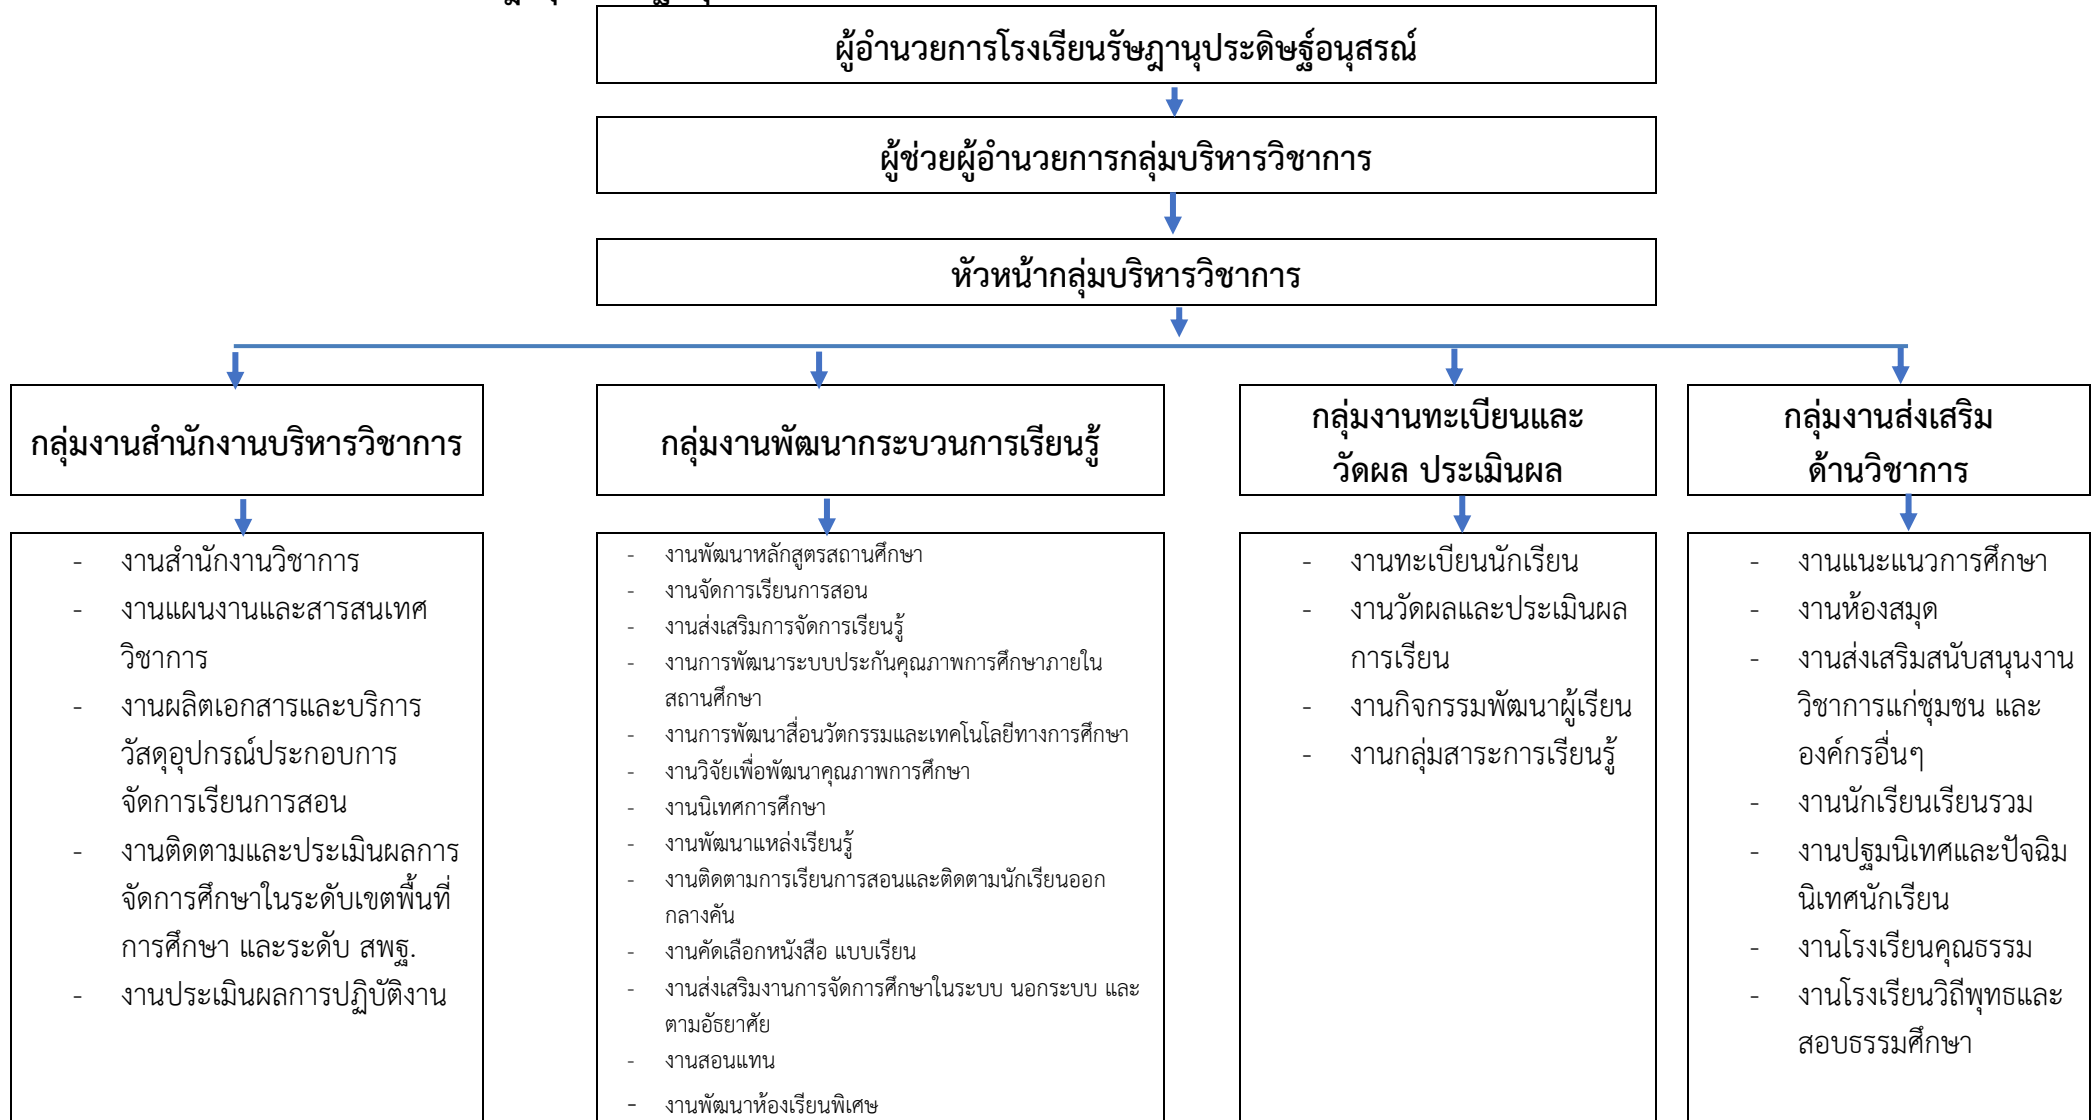 ผู้อำนวยการโรงเรียนรัษฎานุประดิษฐ์อนุสรณ์
ผู้ช่วยผู้อำนวยการกลุ่มบริหารวิชาการ
หัวหน้ากลุ่มบริหารวิชาการ
กลุ่มงานสำนักงานบริหารวิชาการ
- งานสำนักงานวิชาการ
- งานแผนงานและสารสนเทศ
วิชาการ
- งานผลิตเอกสารและบริการ
วัสดุอุปกรณ์ประกอบการ
จัดการเรียนการสอน
- งานติดตามและประเมินผลการ
จัดการศึกษาในระดับเขตพื้นที่
การศึกษา และระดับ สพฐ.
- งานประเมินผลการปฏิบัติงาน
กลุ่มงานพัฒนากระบวนการเรียนรู้
- งานพัฒนาหลักสูตรสถานศึกษา
- งานจัดการเรียนการสอน
- งานส่งเสริมการจัดการเรียนรู้
- งานการพัฒนาระบบประกันคุณภาพการศึกษาภายใน
สถานศึกษา
- งานการพัฒนาสื่อนวัตกรรมและเทคโนโลยีทางการศึกษา
- งานวิจัยเพื่อพัฒนาคุณภาพการศึกษา
- งานนิเทศการศึกษา
- งานพัฒนาแหล่งเรียนรู้
- งานติดตามการเรียนการสอนและติดตามนักเรียนออก
กลางคัน
- งานคัดเลือกหนังสือ แบบเรียน
- งานส่งเสริมงานการจัดการศึกษาในระบบ นอกระบบ และ
ตามอัธยาศัย
- งานสอนแทน
- งานพัฒนาห้องเรียนพิเศษ
กลุ่มงานทะเบียนและ
วัดผล ประเมินผล
- งานทะเบียนนักเรียน
- งานวัดผลและประเมินผล
การเรียน
- งานกิจกรรมพัฒนาผู้เรียน
- งานกลุ่มสาระการเรียนรู้
กลุ่มงานส่งเสริม
ด้านวิชาการ
- งานแนะแนวการศึกษา
- งานห้องสมุด
- งานส่งเสริมสนับสนุนงาน
วิชาการแก่ชุมชน และ
องค์กรอื่นๆ
- งานนักเรียนเรียนรวม
- งานปฐมนิเทศและปัจฉิม
นิเทศนักเรียน
- งานโรงเรียนคุณธรรม
- งานโรงเรียนวิถีพุทธและ
สอบธรรมศึกษา